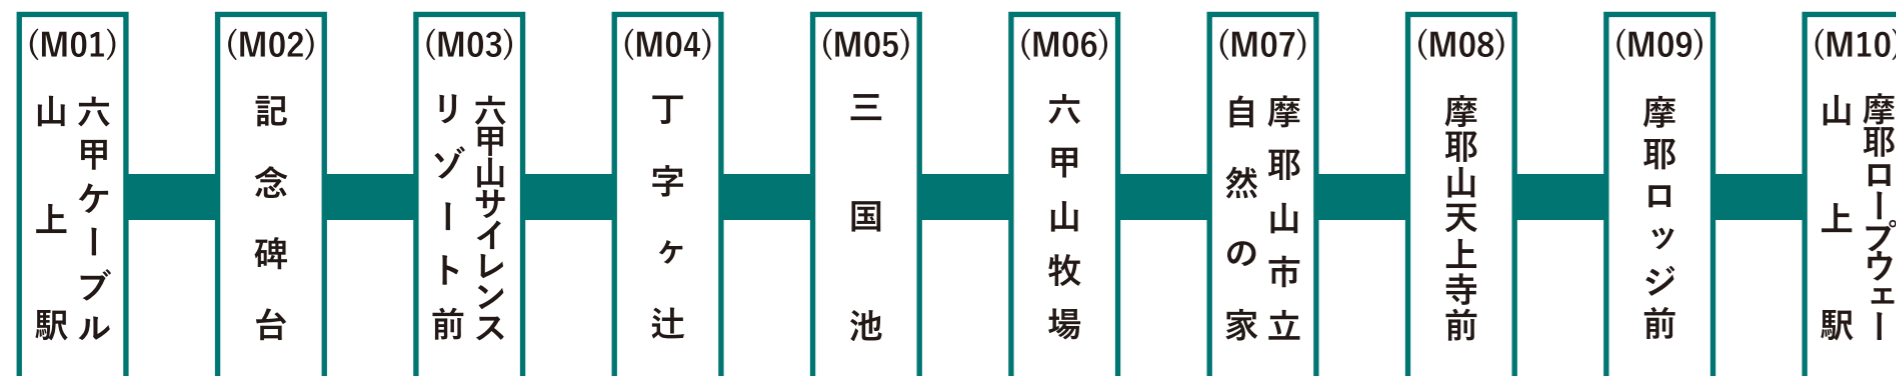 (M01)
六甲ケーブル
山上駅
(M02)
記念碑台
(M03)
六甲山サイレンス
リゾート前
(M04)
丁字ヶ辻
(M05)
三国池
(M06)
六甲山牧場
(M07)
摩耶山市立
自然の家
(M08)
摩耶山天上寺前
(M09)
摩耶ロッジ前
(M10)
摩耶ロープウェー
山上駅